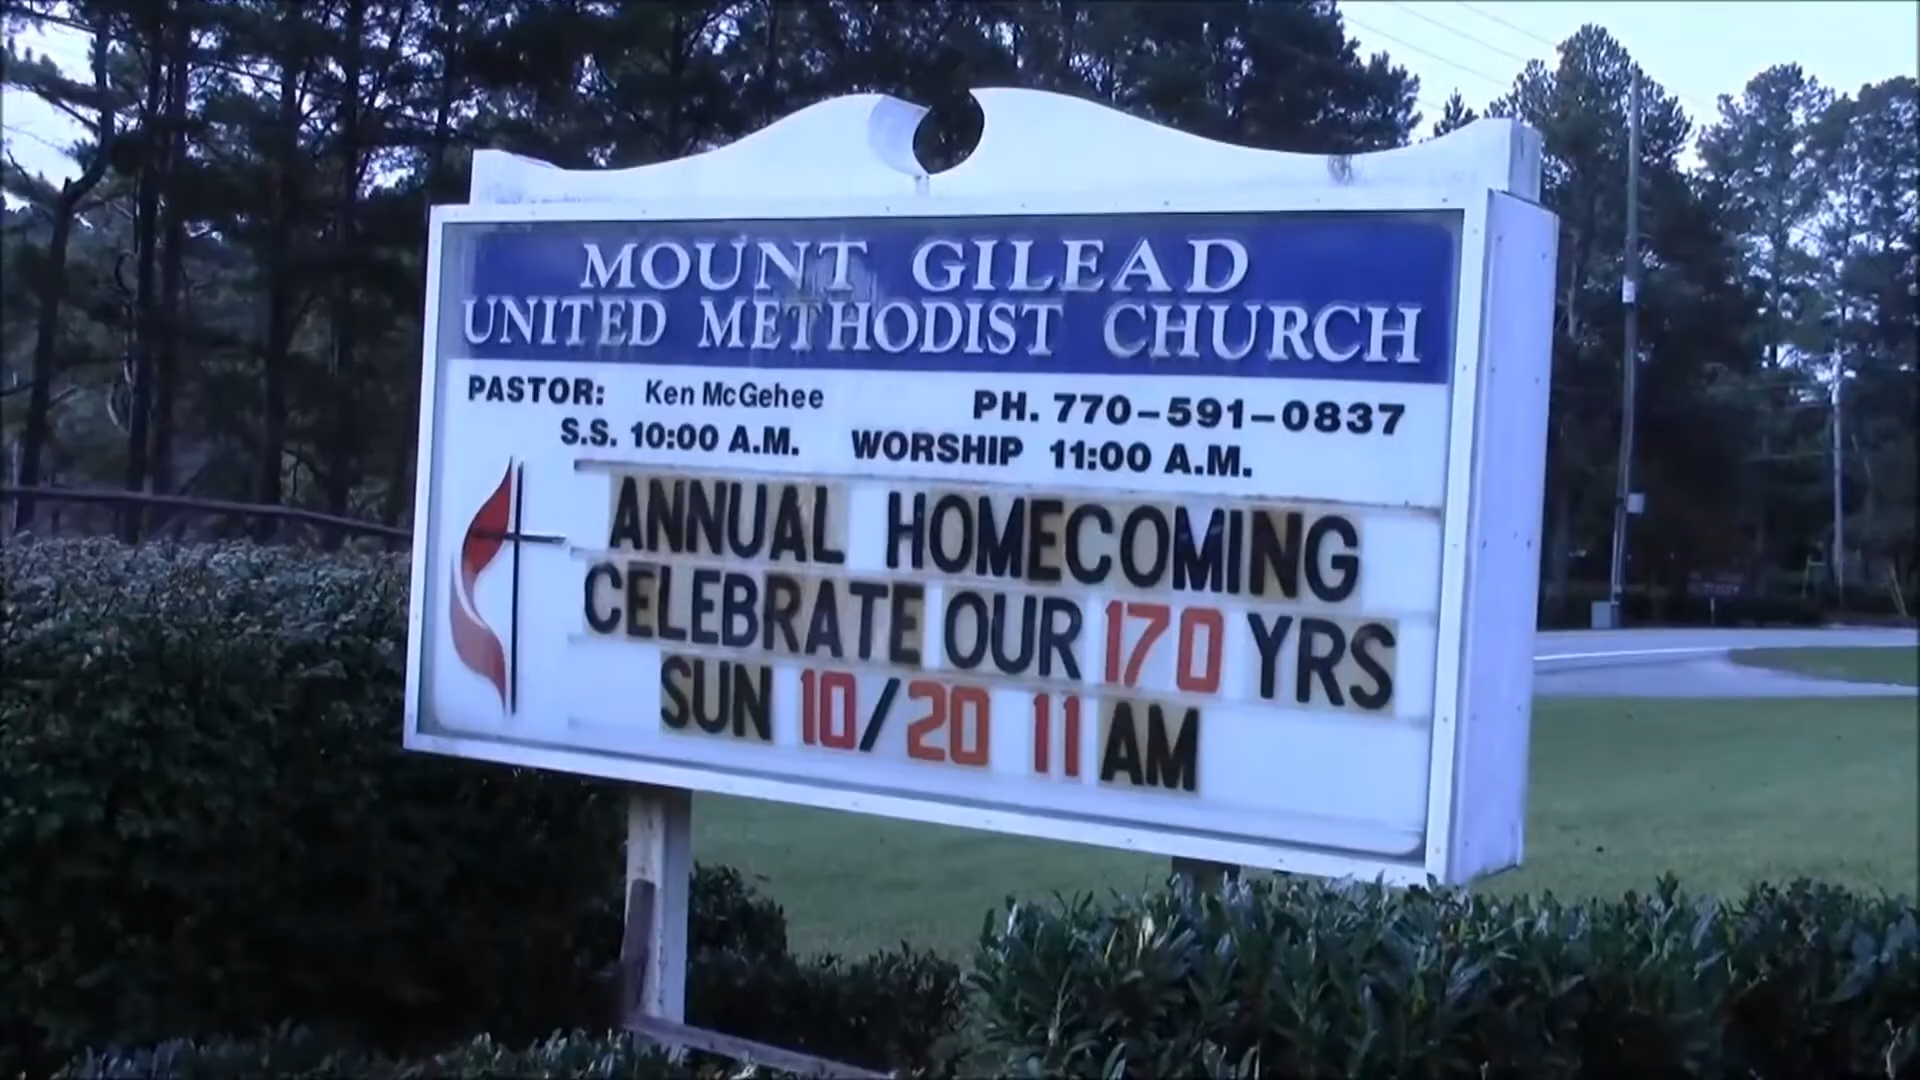 MOUNT GILEAD
UNITED METHODIST CHURCH
PASTOR: Ken McGehee PH. 770-591-0837
S.S. 10:00 A.M. WORSHIP 11:00 A.M.
ANNUAL HOMECOMING
CELEBRATE OUR 170 YRS
SUN 10/20 11 AM